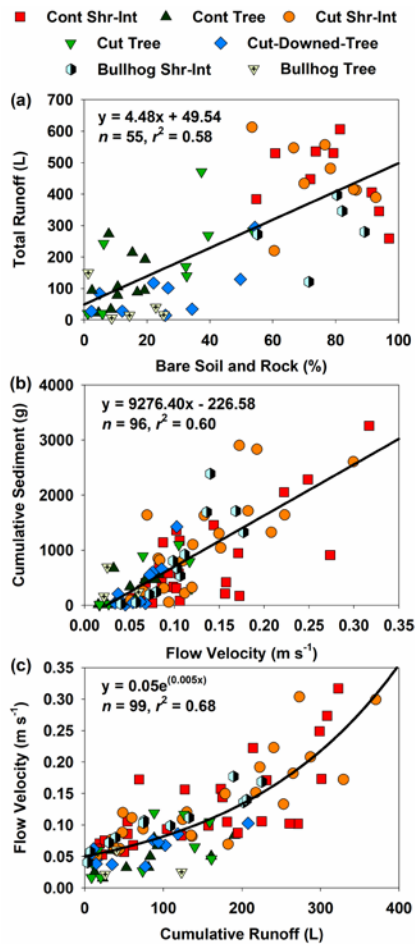 Cont Shr-Int Cont Tree Cut Shr-Int
Cut Tree Cut-Downed-Tree
Bullhog Shr-Int Bullhog Tree
(a)
700
600
500
400
300
200
100
0
Total Runoff (L)
y = 4.48x + 49.54
n = 55, r² = 0.58
0 20 40 60 80 100
Bare Soil and Rock (%)
(b)
4000
3000
2000
1000
0
Cumulative Sediment (g)
y = 9276.40x - 226.58
n = 96, r² = 0.60
0.00 0.05 0.10 0.15 0.20 0.25 0.30 0.35
Flow Velocity (m s⁻¹)
(c)
0.35
0.30
0.25
0.20
0.15
0.10
0.05
0.00
Flow Velocity (m s⁻¹)
y = 0.05e^(0.005x)
n = 99, r² = 0.68
0 100 200 300 400
Cumulative Runoff (L)